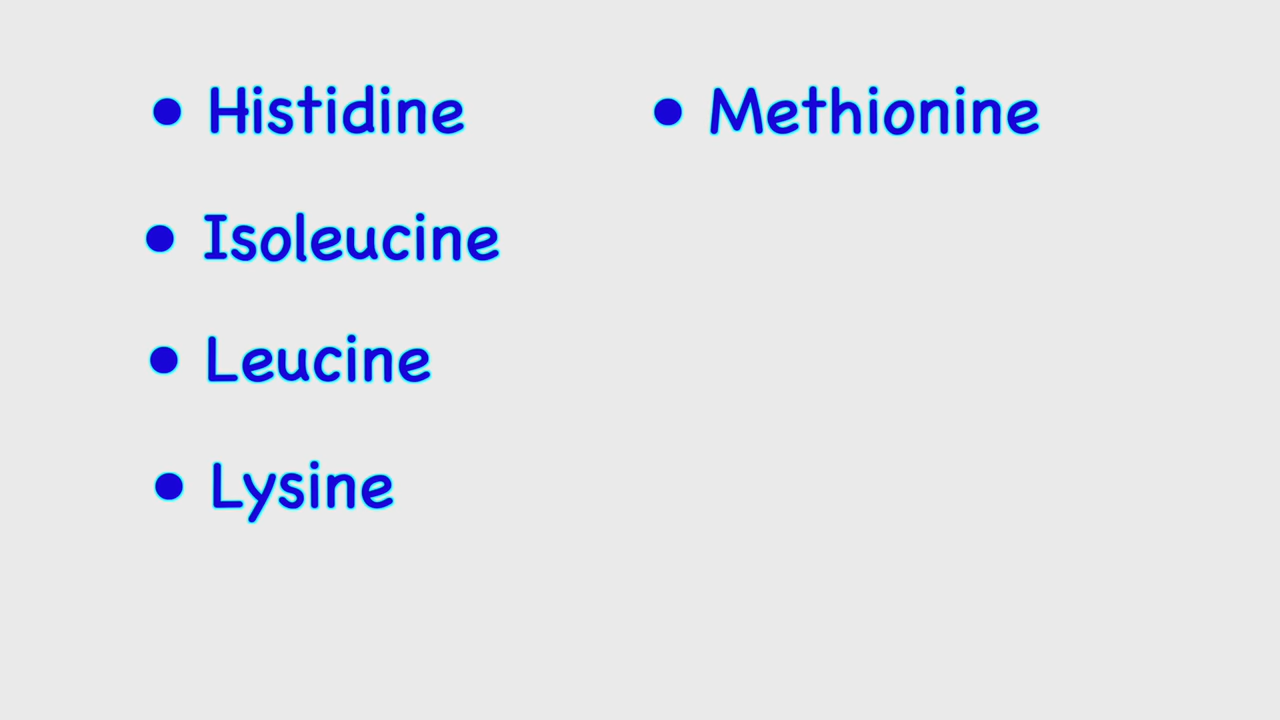 • Histidine
• Isoleucine
• Leucine
• Lysine
• Methionine